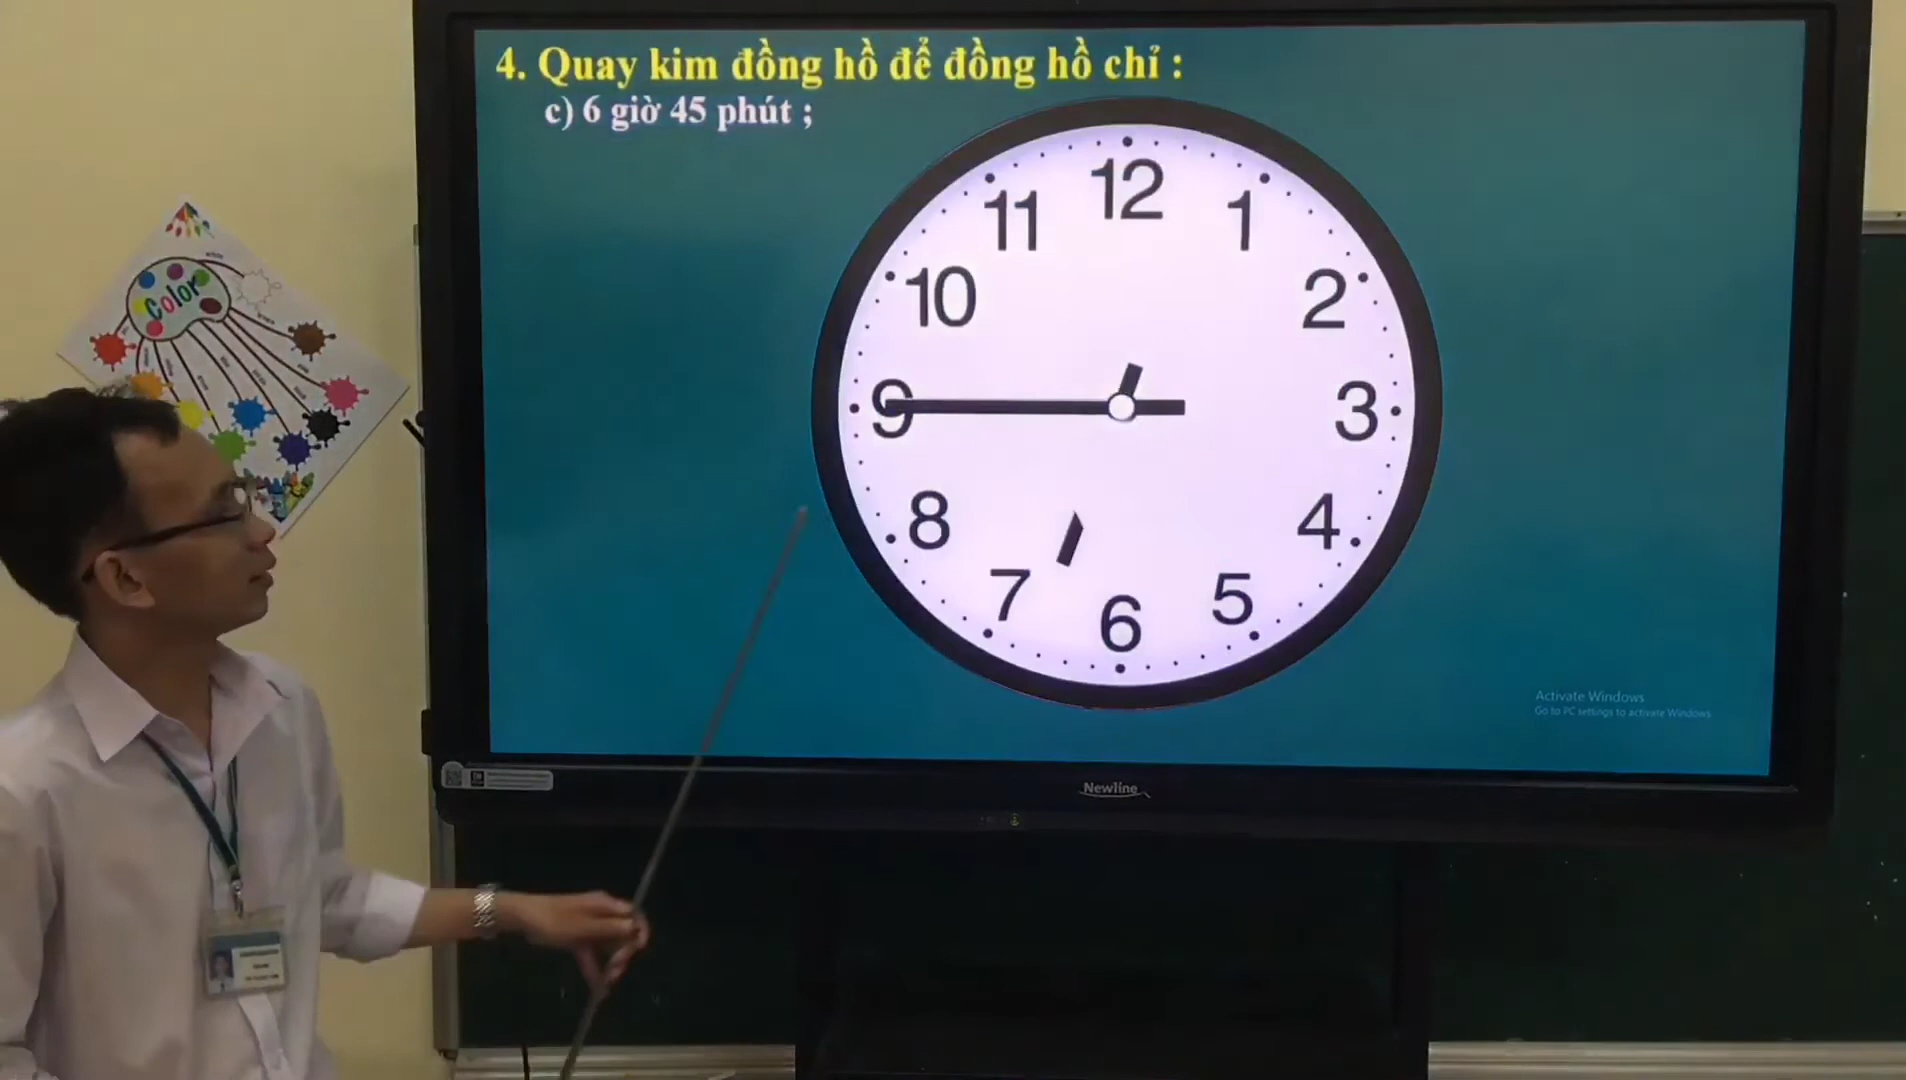 4. Quay kim đồng hồ để đồng hồ chỉ :
c) 6 giờ 45 phút ;
12
11
1
10
2
9
3
8
4
7
5
6
Color
Activate Windows
Go to PC settings to activate Windows
Newline